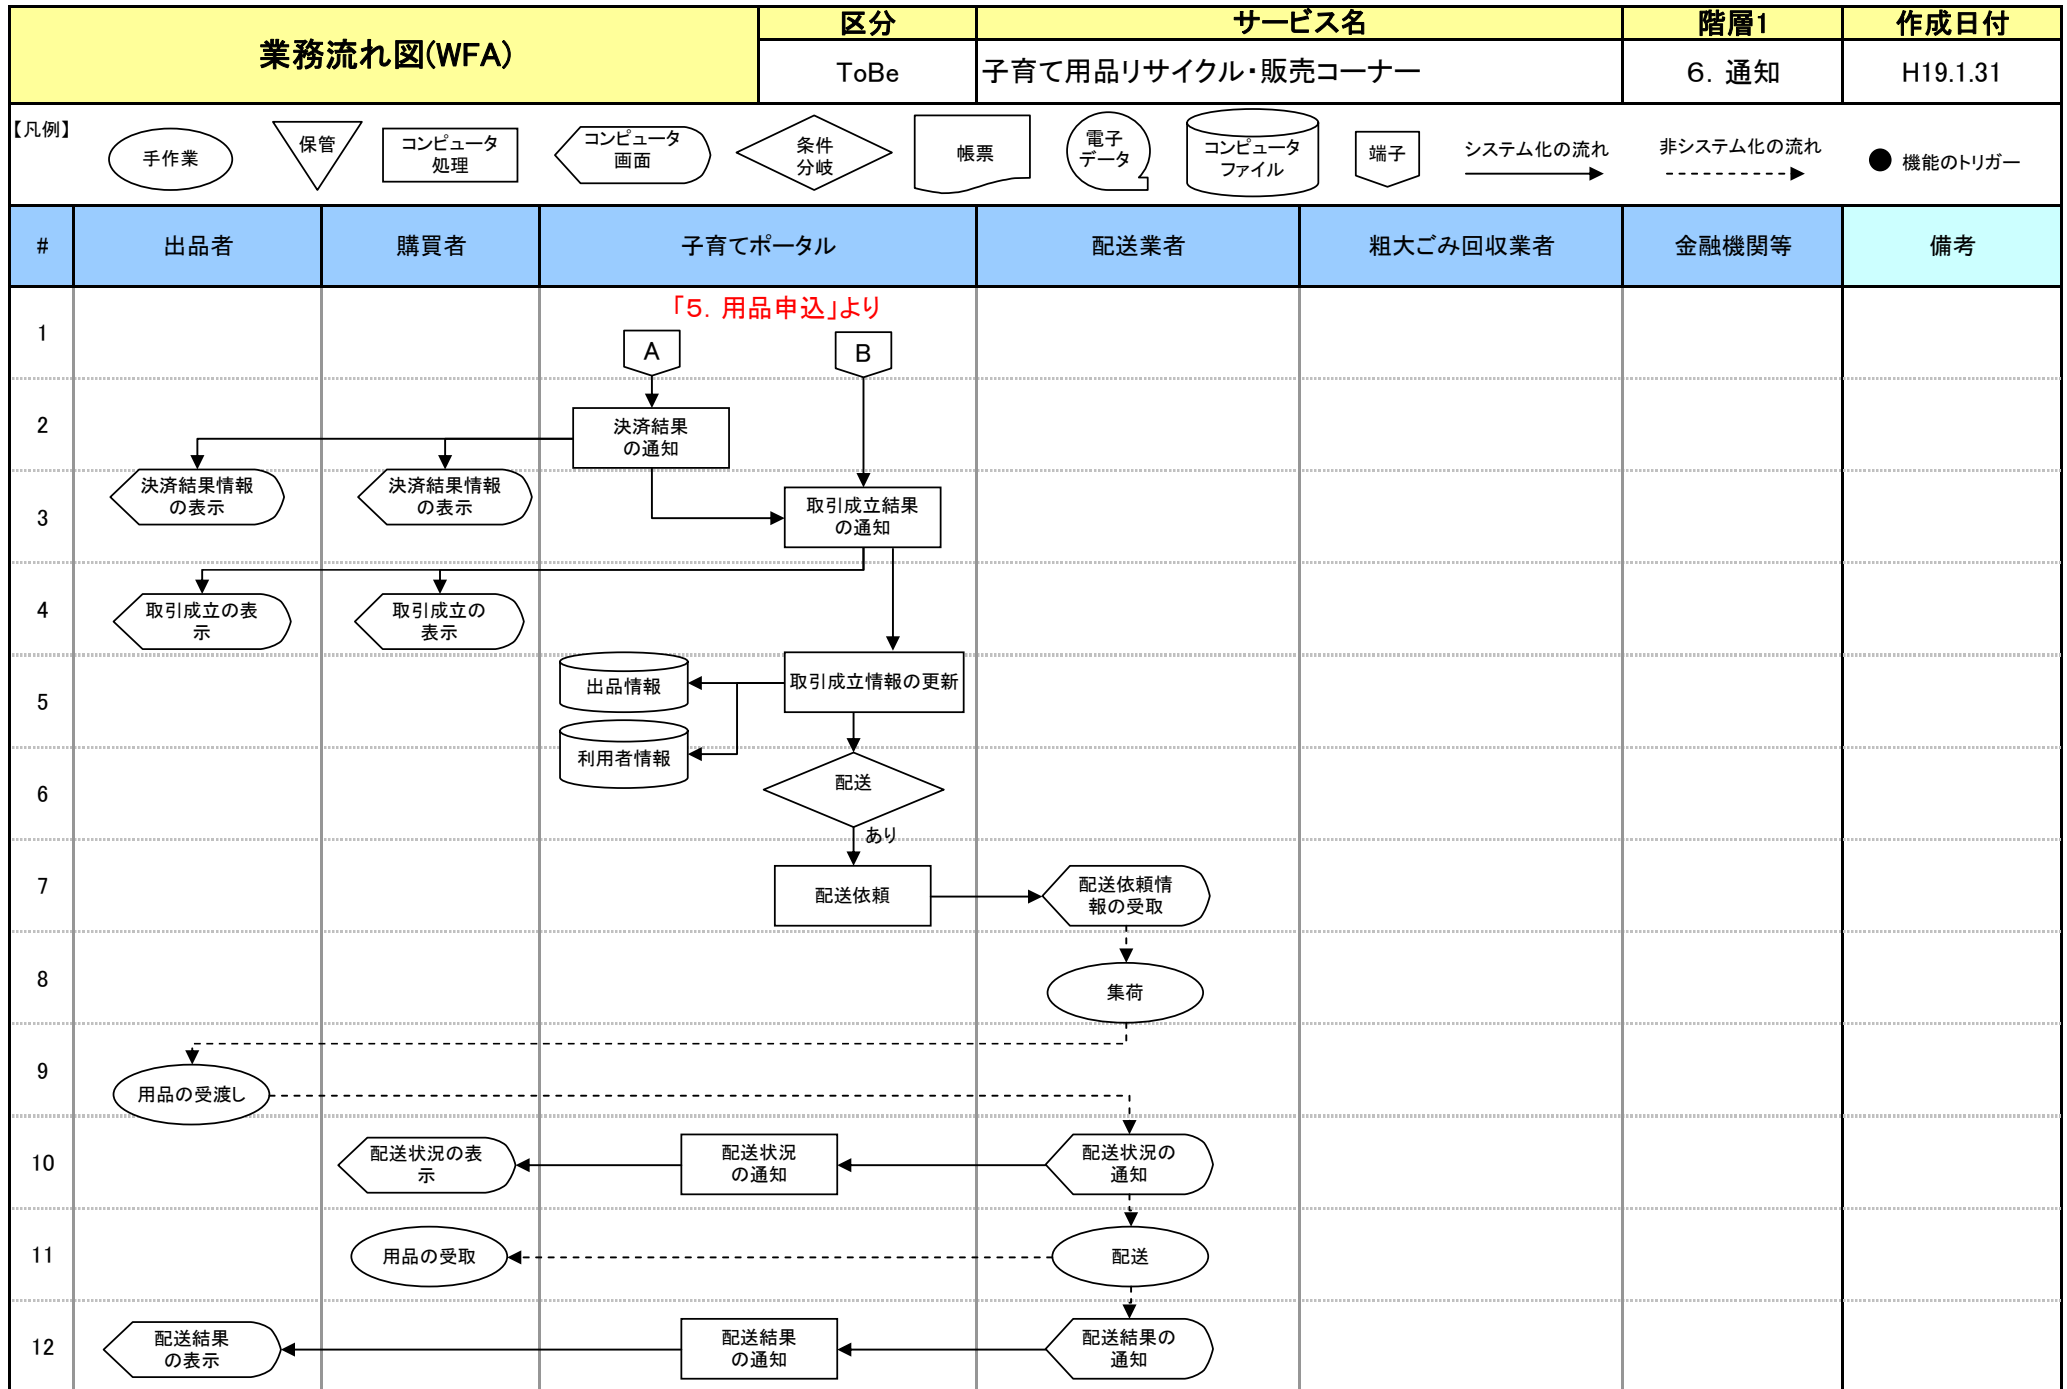 業務流れ図(WFA)
区分
サービス名
階層1
作成日付
ToBe
子育て用品リサイクル・販売コーナー
６．通知
H19.1.31
【凡例】
手作業
保管
コンピュータ
処理
コンピュータ
画面
条件
分岐
帳票
電子
データ
コンピュータ
ファイル
端子
システム化の流れ
非システム化の流れ
機能のトリガー
#
出品者
購買者
子育てポータル
配送業者
粗大ごみ回収業者
金融機関等
備考
「５．用品申込」より
1
A
B
2
決済結果
の通知
3
決済結果情報
の表示
決済結果情報
の表示
取引成立結果
の通知
4
取引成立の表
示
取引成立の
表示
5
出品情報
取引成立情報の更新
利用者情報
6
配送
あり
7
配送依頼
配送依頼情
報の受取
8
集荷
9
用品の受渡し
10
配送状況の表
示
配送状況
の通知
配送状況の
通知
11
用品の受取
配送
12
配送結果
の表示
配送結果
の通知
配送結果の
通知